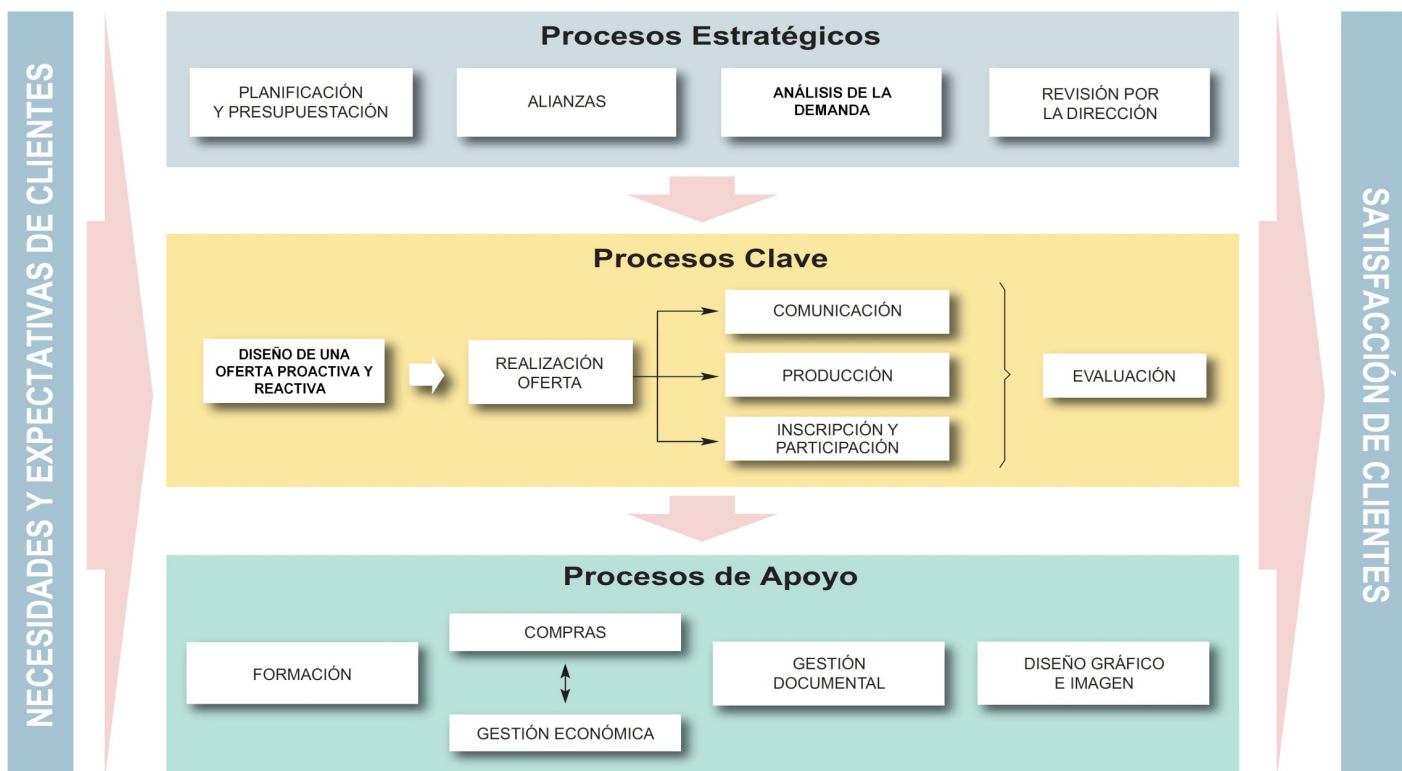 NECESIDADES Y EXPECTATIVAS DE CLIENTES
Procesos Estratégicos
PLANIFICACIÓN
Y PRESUPUESTACIÓN
ALIANZAS
ANÁLISIS DE LA
DEMANDA
REVISIÓN POR
LA DIRECCIÓN
Procesos Clave
DISEÑO DE UNA
OFERTA PROACTIVA Y
REACTIVA
REALIZACIÓN
OFERTA
COMUNICACIÓN
PRODUCCIÓN
INSCRIPCIÓN Y
PARTICIPACIÓN
EVALUACIÓN
Procesos de Apoyo
FORMACIÓN
COMPRAS
GESTIÓN ECONÓMICA
GESTIÓN
DOCUMENTAL
DISEÑO GRÁFICO
E IMAGEN
SATISFACCIÓN DE CLIENTES